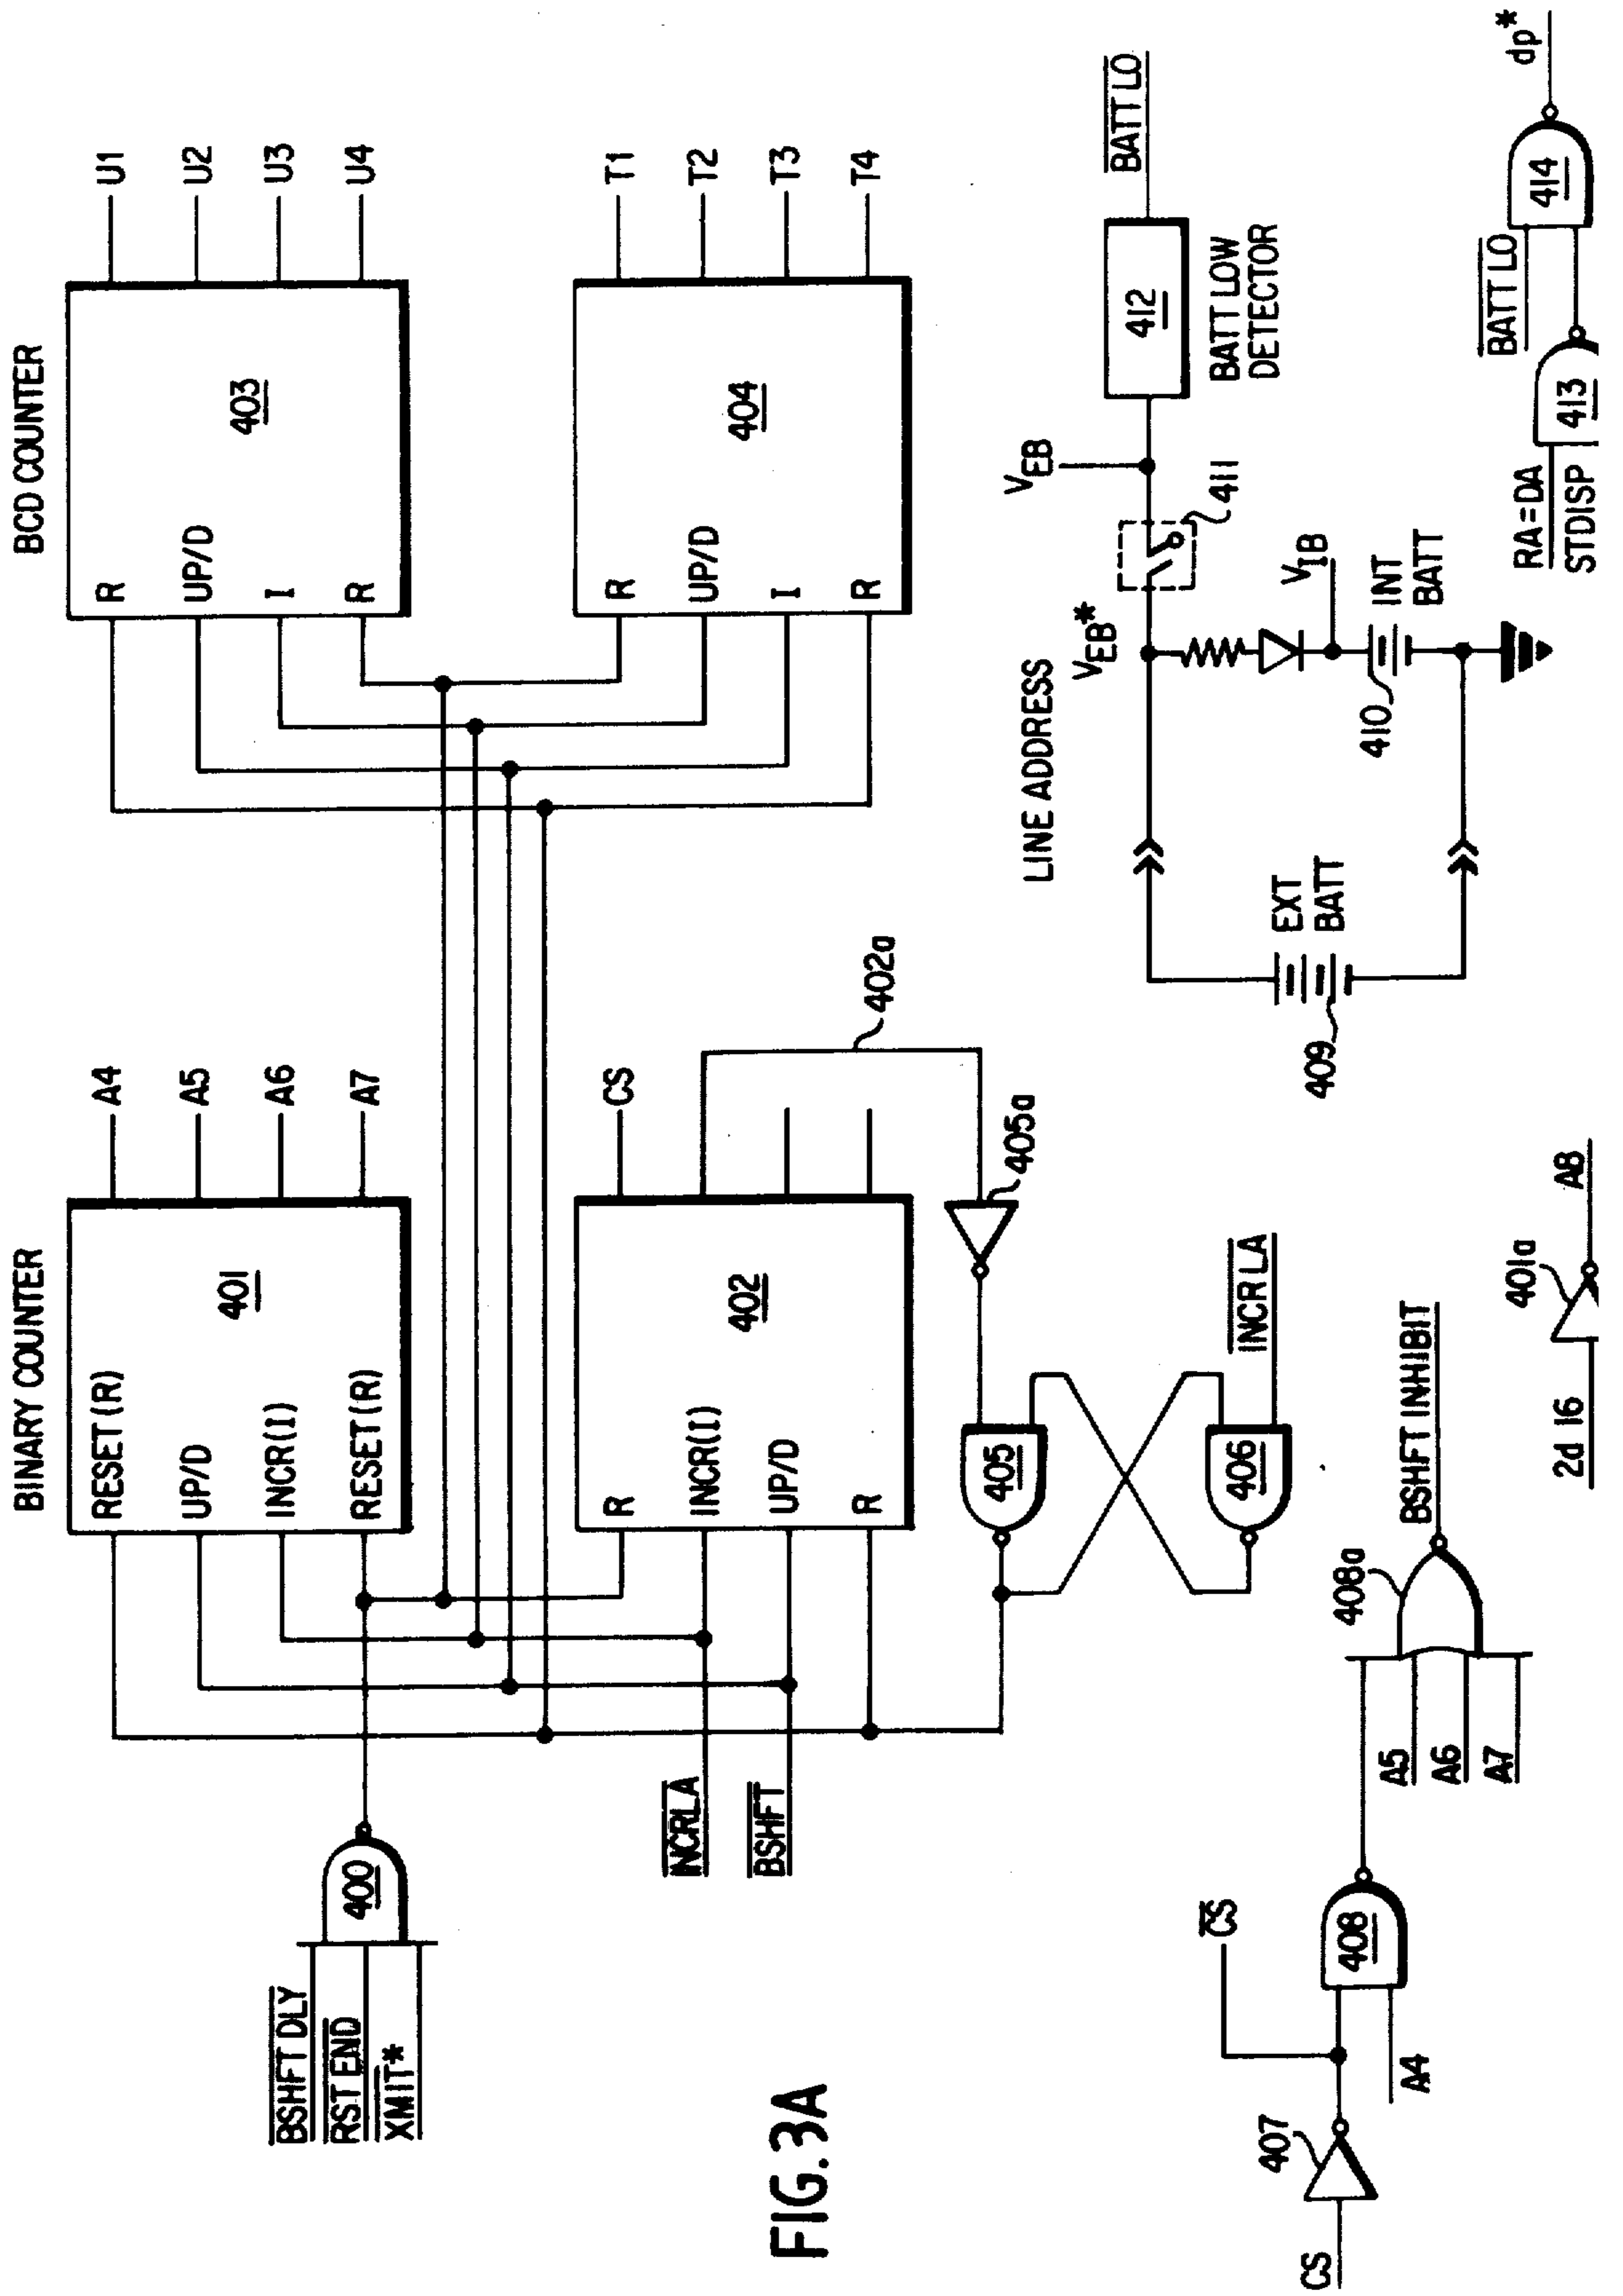 BINARY COUNTER
BCD COUNTER
RESET(R)
UP/D
INCR(I)
RESET(R)
401
A4
A5
A6
A7
R
UP/D
I
R
403
U1
U2
U3
U4
BSHFT DLY
RST END
XMIT*
400
INCRLA
BSHFT
R
INCR(I)
UP/D
R
402
CS
402a
405a
R
UP/D
I
R
404
T1
T2
T3
T4
405
406
INCRLA
LINE ADDRESS
VEB*
VEB
411
412
BATT LOW
DETECTOR
BATT LO
EXT
BATT
409
410
VIB
INT
BATT
FIG. 3A
CS
407
CS
A4
408
A5
A6
A7
408a
BSHFT INHIBIT
2d 16
401a
A8
RA=DA
STDISP
413
BATT LO
414
dp*